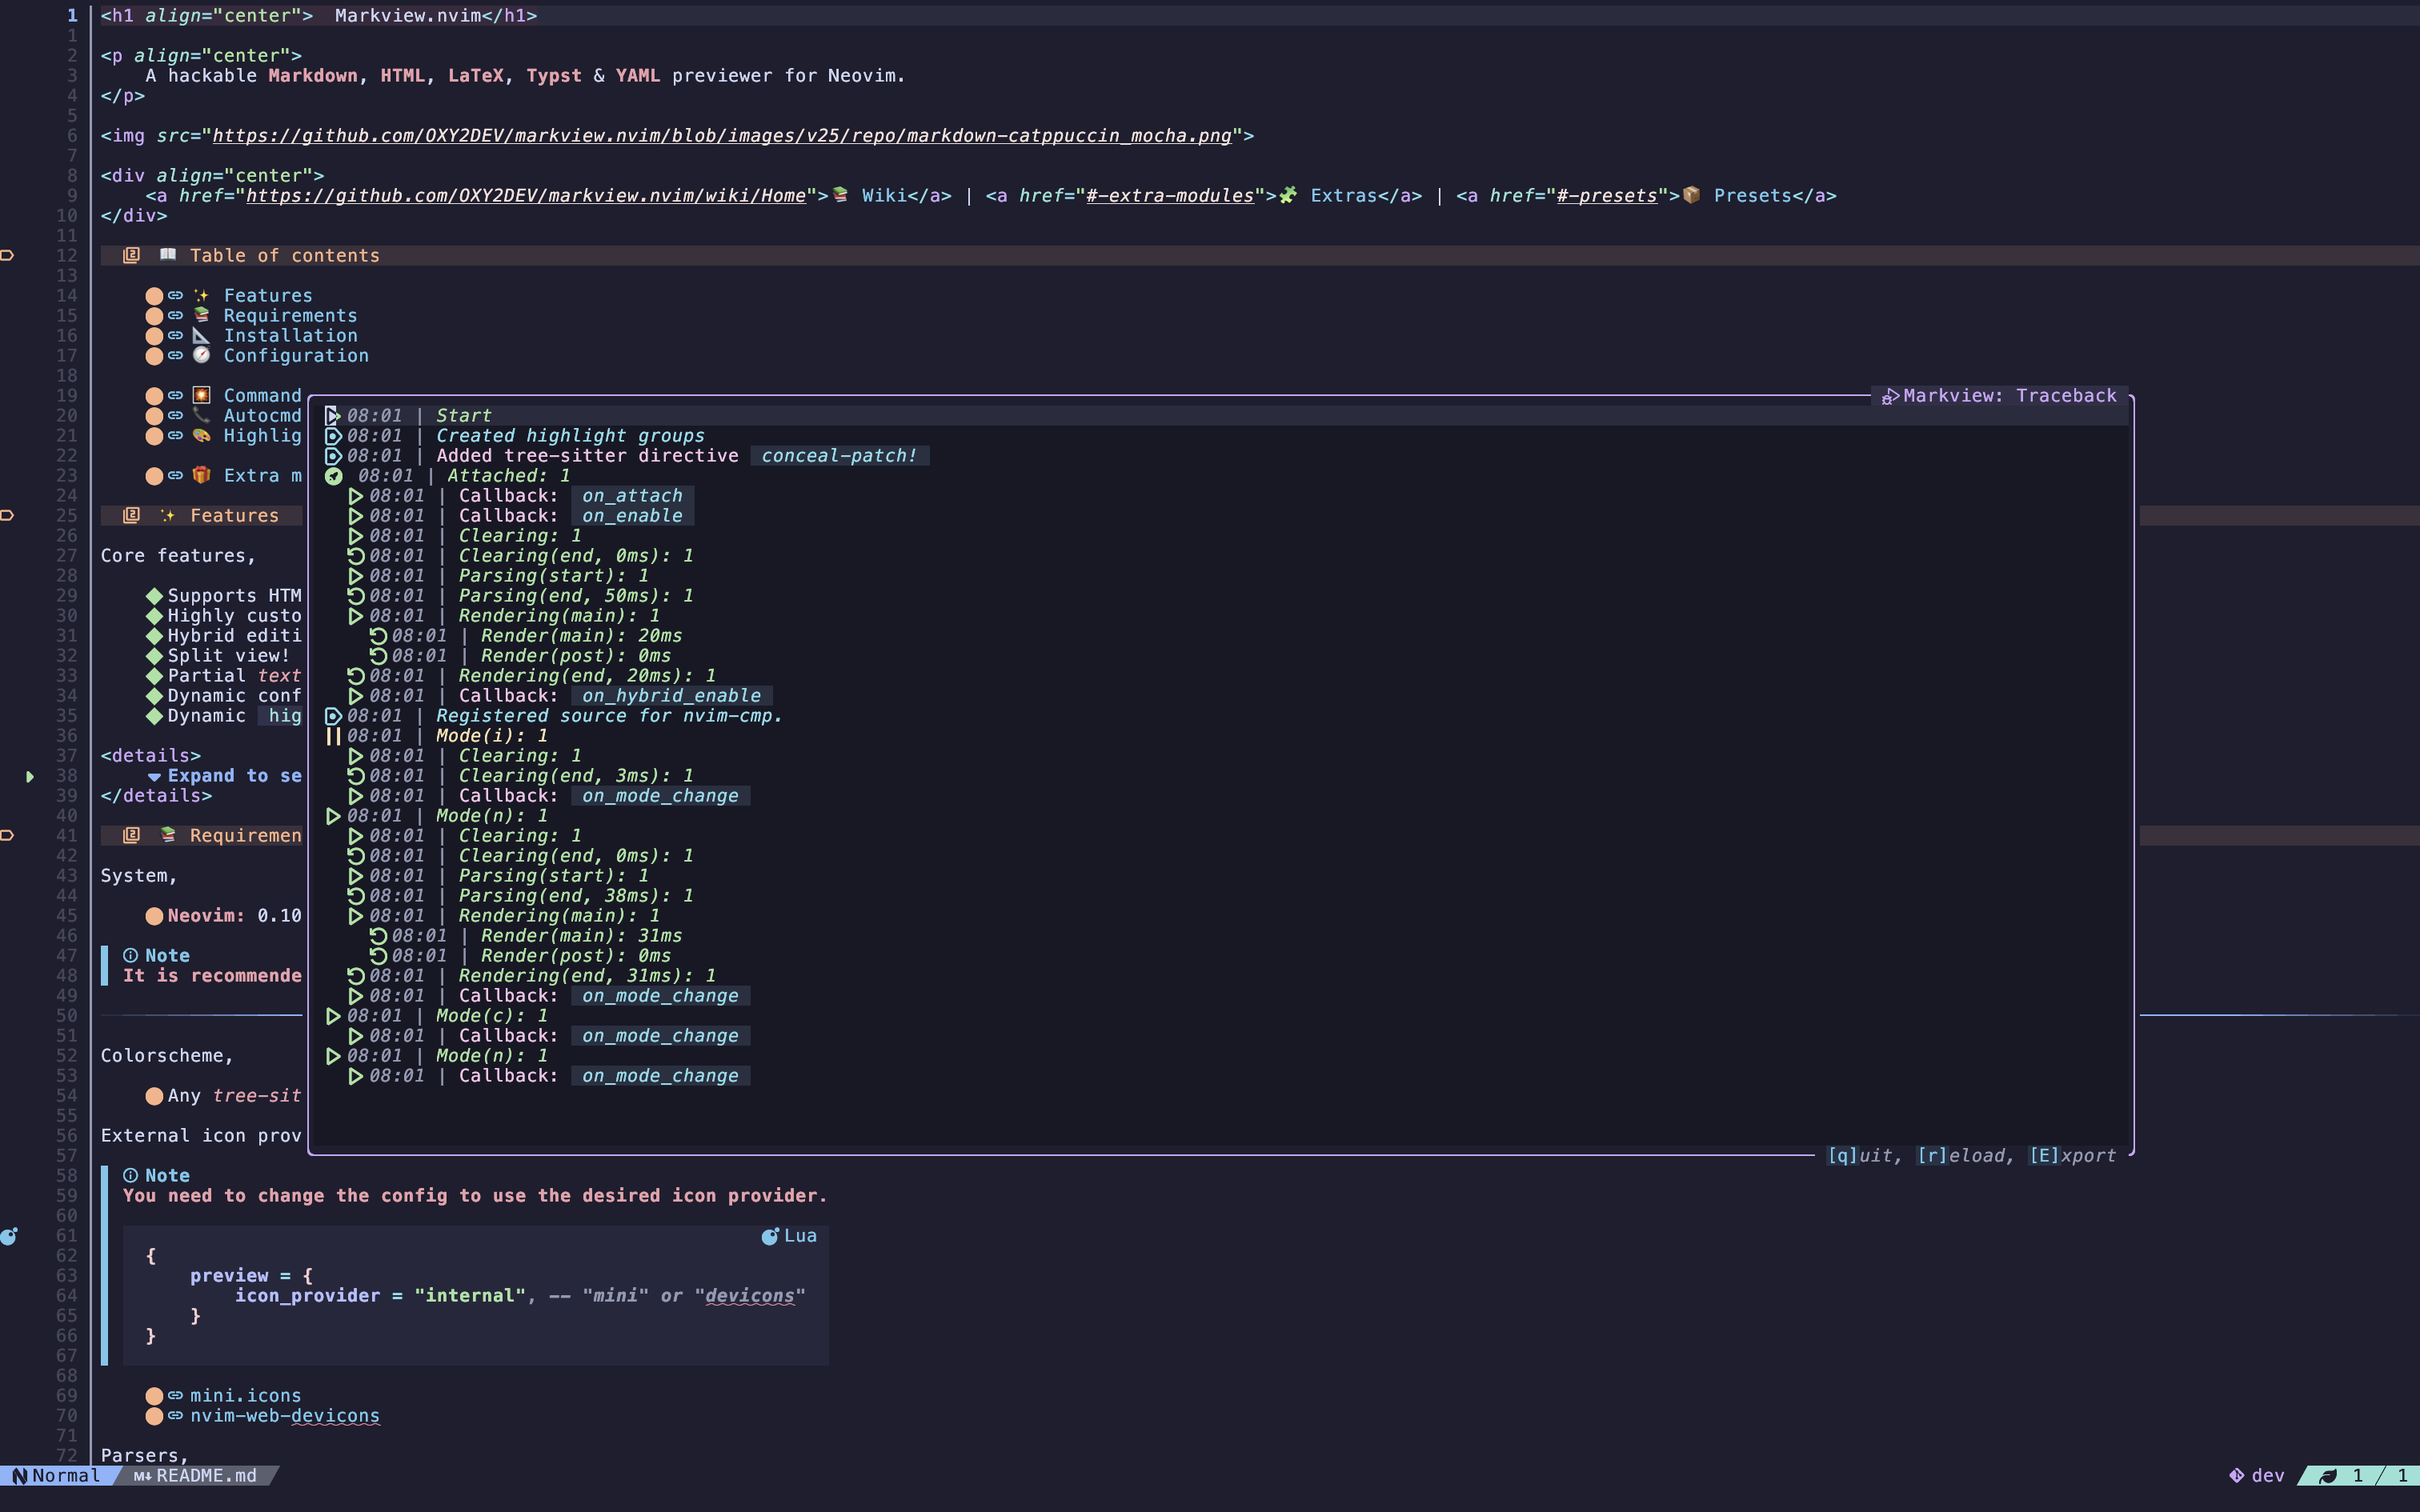 1 <h1 align="center">  Markview.nvim</h1>
1
2 <p align="center">
3 A hackable Markdown, HTML, LaTeX, Typst & YAML previewer for Neovim.
4 </p>
5
6 <img src="https://github.com/OXY2DEV/markview.nvim/blob/images/v25/repo/markdown-catppuccin_mocha.png">
7
8 <div align="center">
9 <a href="https://github.com/OXY2DEV/markview.nvim/wiki/Home">📚 Wiki</a> | <a href="#-extra-modules">🧩 Extras</a> | <a href="#-presets">📦 Presets</a>
10 </div>
11
12 📖 Table of contents
13
14 ✨ Features
15 📚 Requirements
16 📐 Installation
17 🧭 Configuration
18
19 Command
20 Autocmd
21 Highlig
22
23 Extra m
24
25 ✨ Features
26
27 Core features,
28
29 Supports HTM
30 Highly custo
31 Hybrid editi
32 Split view!
33 Partial text
34 Dynamic conf
35 Dynamic hig
36
37 <details>
38 Expand to se
39 </details>
40
41 📚 Requiremen
42
43 System,
44
45 Neovim: 0.10
46
47 Note
48 It is recommende
49
50
51
52 Colorscheme,
53
54 Any tree-sit
55
56 External icon prov
57
Markview: Traceback
08:01 | Start
08:01 | Created highlight groups
08:01 | Added tree-sitter directive conceal-patch!
08:01 | Attached: 1
08:01 | Callback: on_attach
08:01 | Callback: on_enable
08:01 | Clearing: 1
08:01 | Clearing(end, 0ms): 1
08:01 | Parsing(start): 1
08:01 | Parsing(end, 50ms): 1
08:01 | Rendering(main): 1
08:01 | Render(main): 20ms
08:01 | Render(post): 0ms
08:01 | Rendering(end, 20ms): 1
08:01 | Callback: on_hybrid_enable
08:01 | Registered source for nvim-cmp.
08:01 | Mode(i): 1
08:01 | Clearing: 1
08:01 | Clearing(end, 3ms): 1
08:01 | Callback: on_mode_change
08:01 | Mode(n): 1
08:01 | Clearing: 1
08:01 | Clearing(end, 0ms): 1
08:01 | Parsing(start): 1
08:01 | Parsing(end, 38ms): 1
08:01 | Rendering(main): 1
08:01 | Render(main): 31ms
08:01 | Render(post): 0ms
08:01 | Rendering(end, 31ms): 1
08:01 | Callback: on_mode_change
08:01 | Mode(c): 1
08:01 | Callback: on_mode_change
08:01 | Mode(n): 1
08:01 | Callback: on_mode_change
[q]uit, [r]eload, [E]xport
58 Note
59 You need to change the config to use the desired icon provider.
60
61 Lua
62 {
63 preview = {
64 icon_provider = "internal", -- "mini" or "devicons"
65 }
66 }
67
68
69 mini.icons
70 nvim-web-devicons
71
72 Parsers,
Normal README.md dev 1 / 1